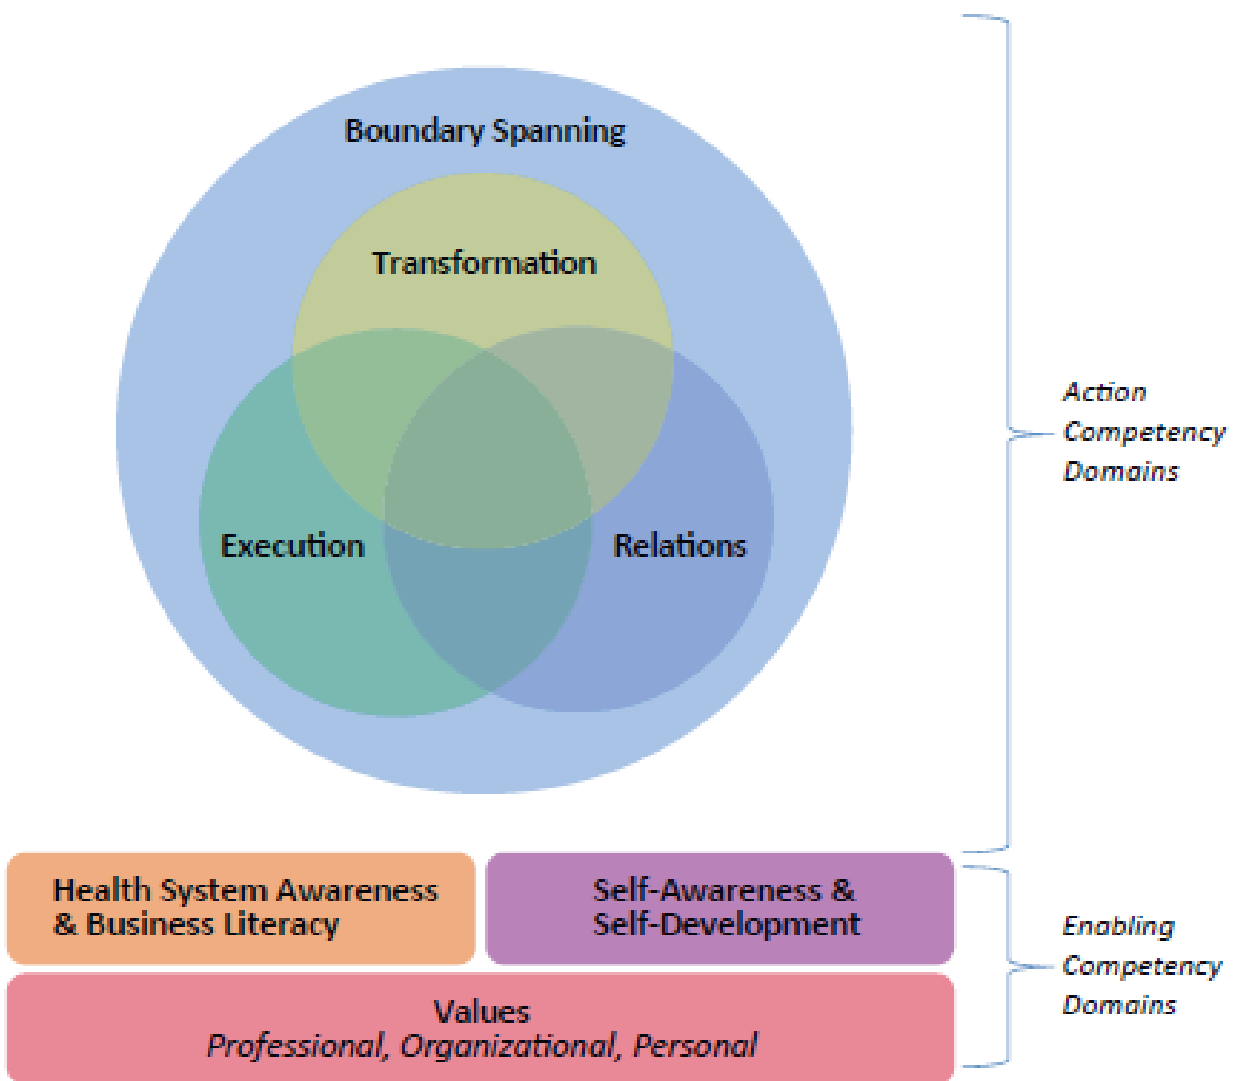 Boundary Spanning
Transformation
Execution
Relations
Action
Competency
Domains
Health System Awareness
& Business Literacy
Self-Awareness &
Self-Development
Values
Professional, Organizational, Personal
Enabling
Competency
Domains